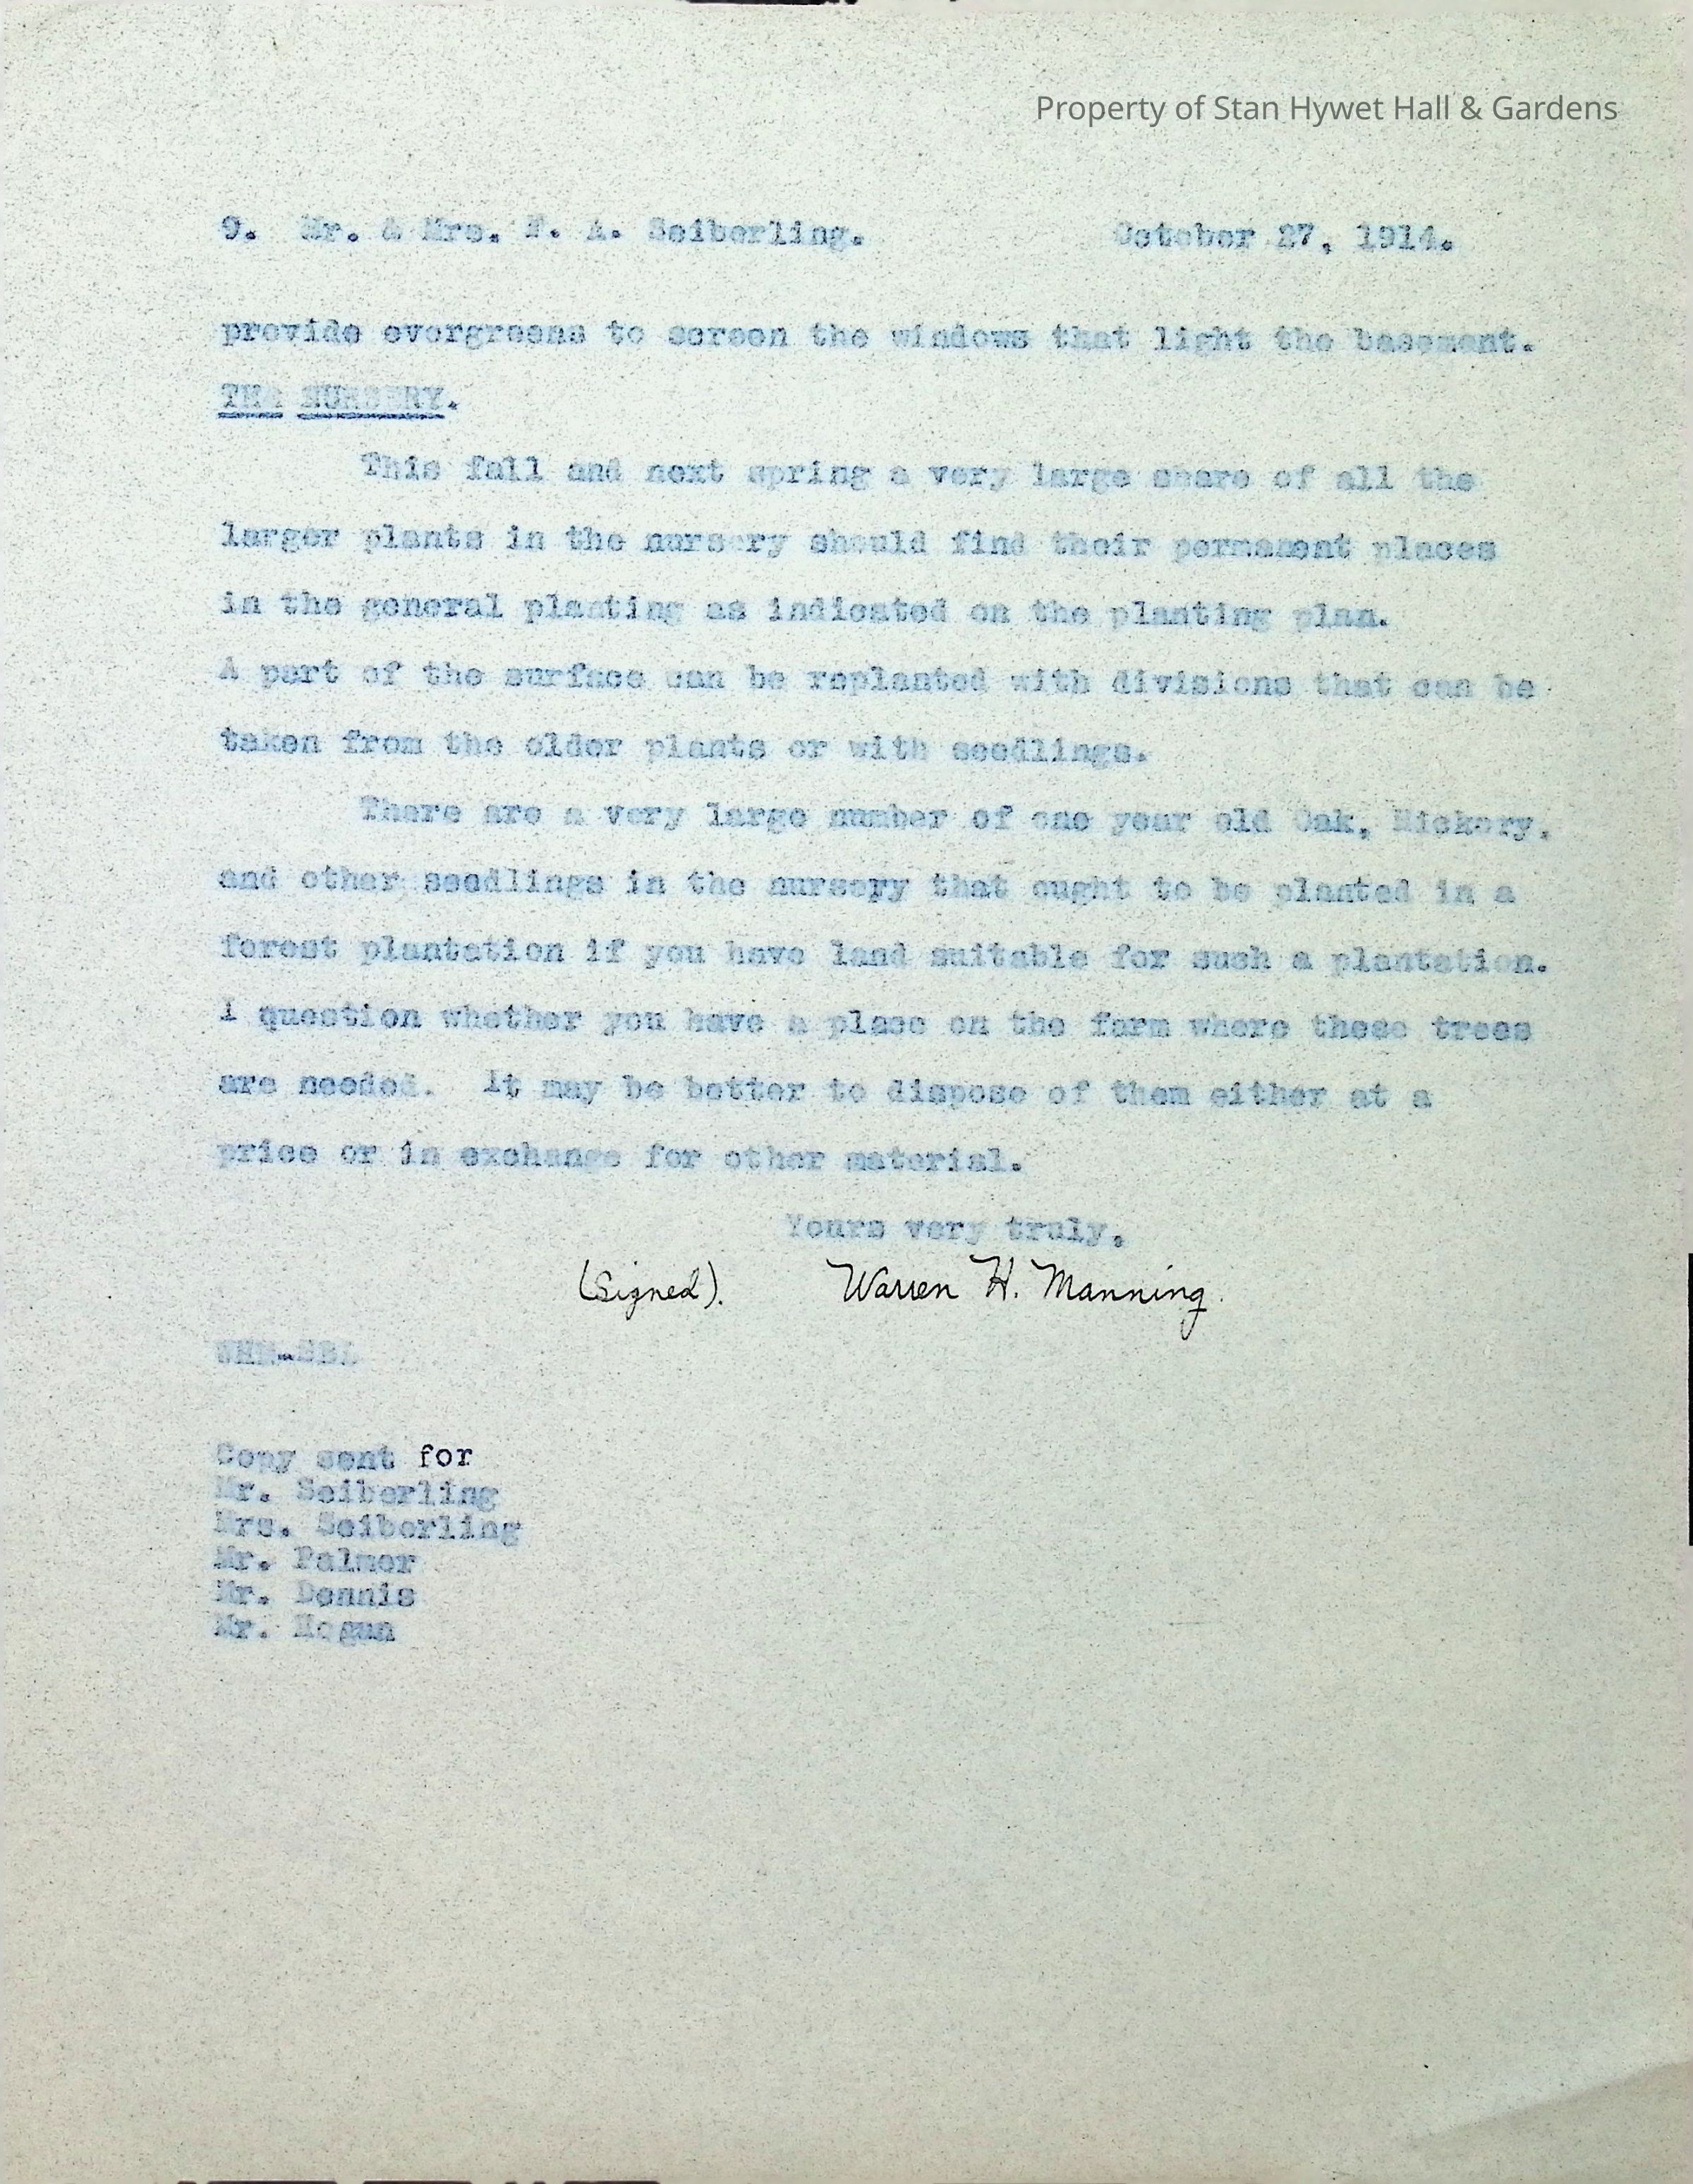 Property of Stan Hywet Hall & Gardens
9. Mr. & Mrs. F. A. Seiberling. October 27, 1914.
provide evergreens to screen the windows that light the basement.
THE NURSERY.
This fall and next spring a very large share of all the
larger plants in the nursery should find their permanent places
in the general planting as indicated on the planting plan.
A part of the surface can be replanted with divisions that can be
taken from the older plants or with seedlings.
There are a very large number of one year old Oak, Hickory,
and other seedlings in the nursery that ought to be planted in a
forest plantation if you have land suitable for such a plantation.
I question whether you have a place on the farm where these trees
are needed. It may be better to dispose of them either at a
price or in exchange for other material.
Yours very truly,
(Signed). Warren H. Manning.
Copy sent for
Mr. Seiberling
Mrs. Seiberling
Mr. Palmer
Mr. Dennis
Mr.